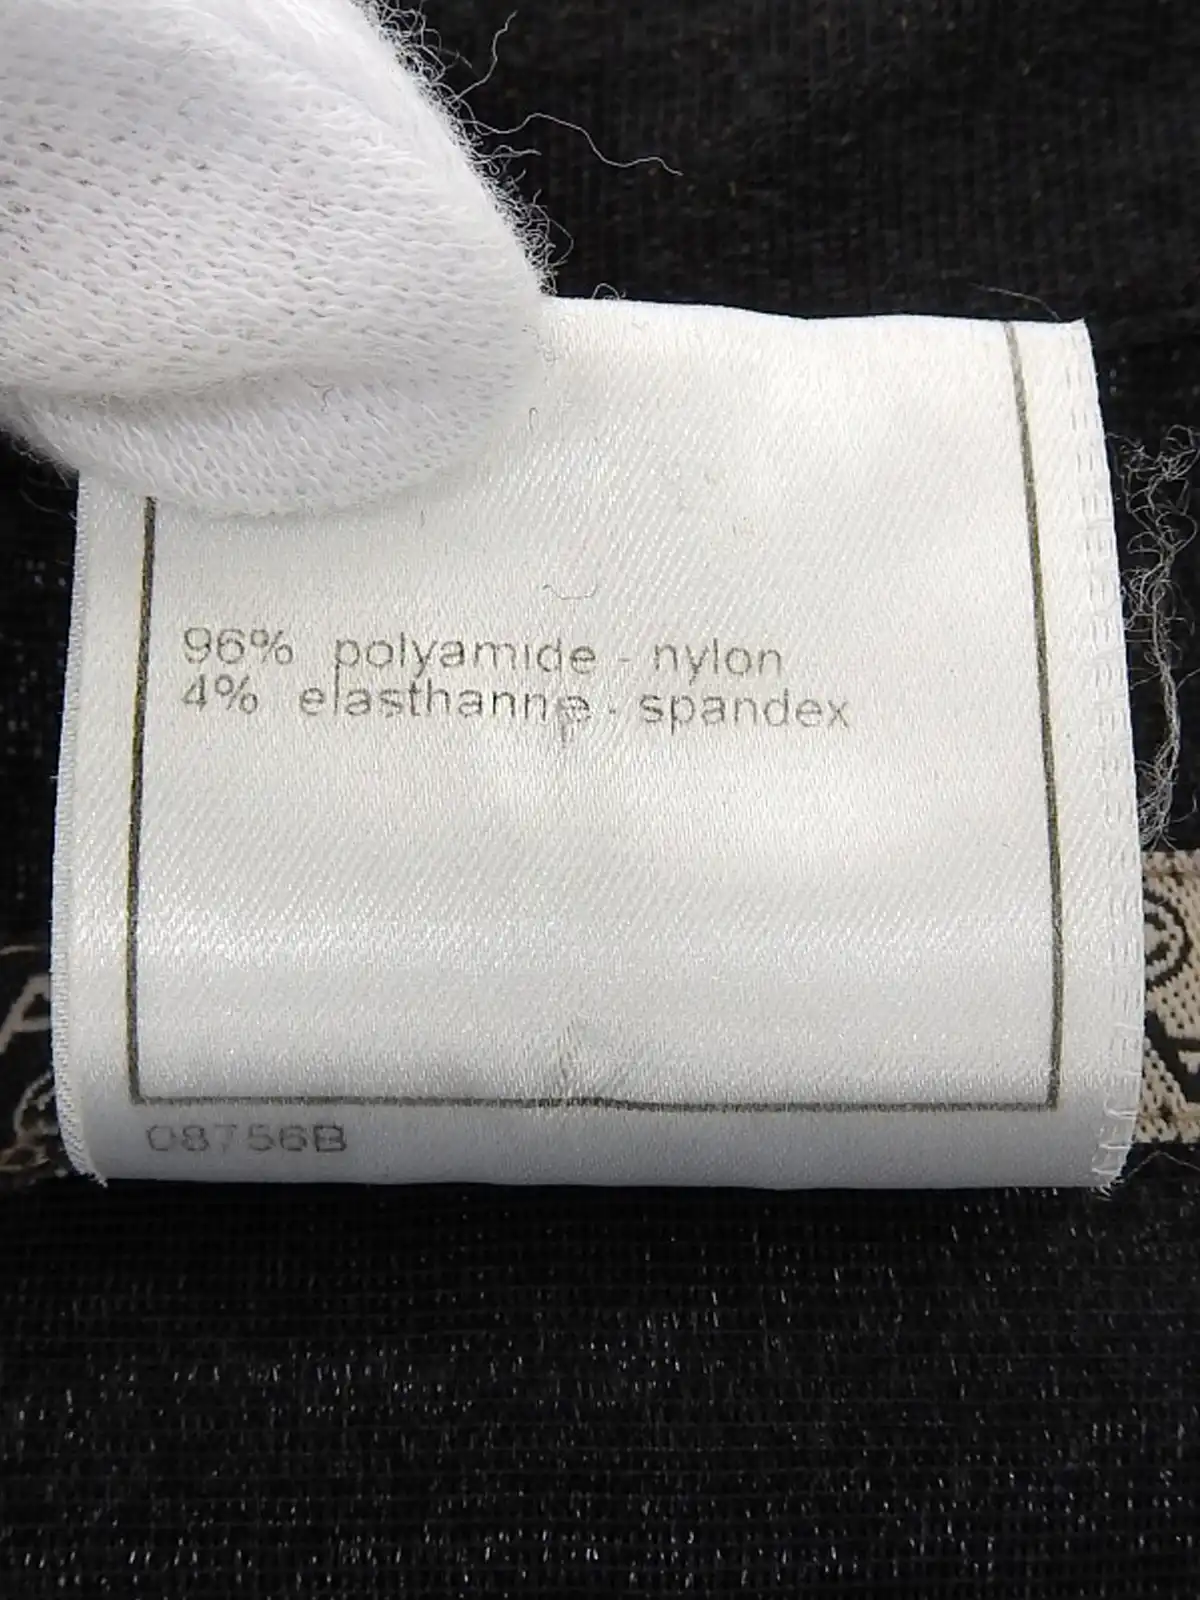 96% polyamide - nylon
4% elasthanne - spandex
08756B